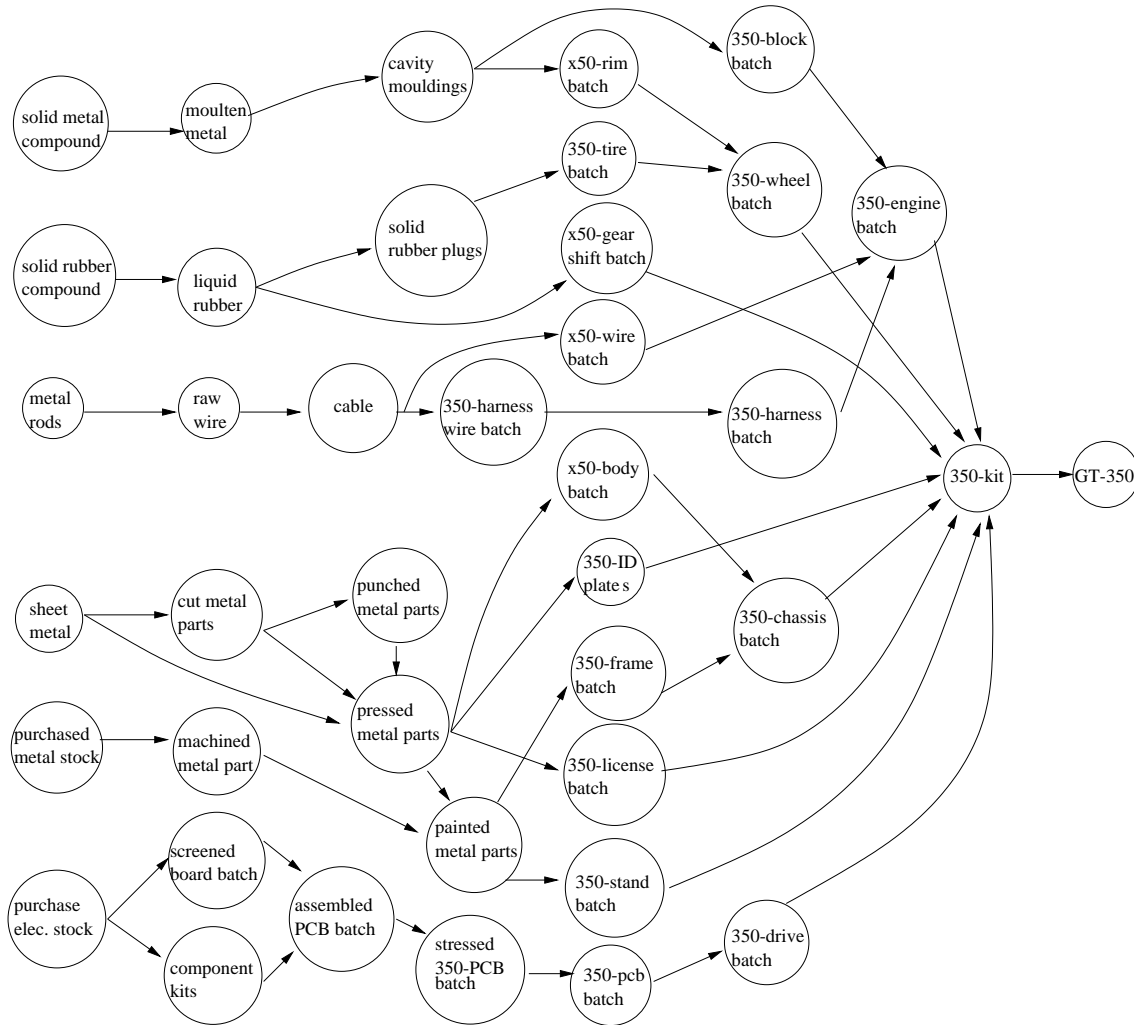 solid metal
compound
moulten
metal
cavity
mouldings
x50-rim
batch
350-block
batch
350-tire
batch
350-wheel
batch
350-engine
batch
solid rubber
compound
liquid
rubber
solid
rubber plugs
x50-gear
shift batch
x50-wire
batch
metal
rods
raw
wire
cable
350-harness
wire batch
350-harness
batch
x50-body
batch
350-kit
GT-350
350-ID
plates
sheet
metal
cut metal
parts
punched
metal parts
350-chassis
batch
350-frame
batch
pressed
metal parts
purchased
metal stock
machined
metal part
350-license
batch
painted
metal parts
screened
board batch
350-stand
batch
purchase
elec. stock
assembled
PCB batch
350-drive
batch
component
kits
stressed
350-PCB
batch
350-pcb
batch